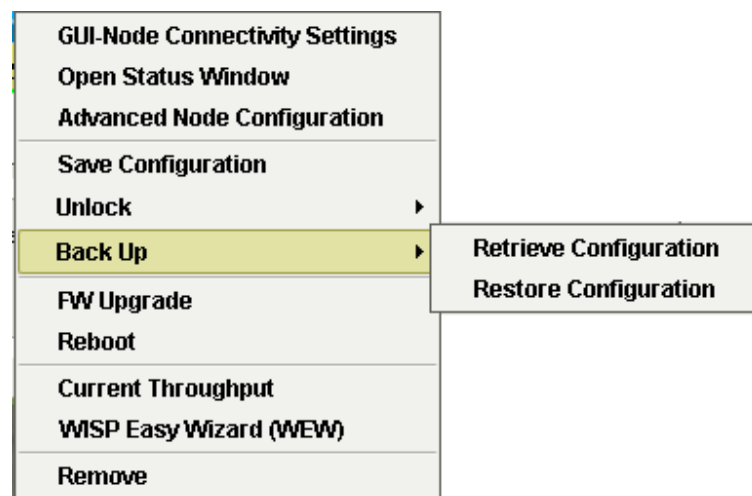 GUI-Node Connectivity Settings
Open Status Window
Advanced Node Configuration
Save Configuration
Unlock
Back Up
Retrieve Configuration
Restore Configuration
FW Upgrade
Reboot
Current Throughput
WISP Easy Wizard (WEW)
Remove